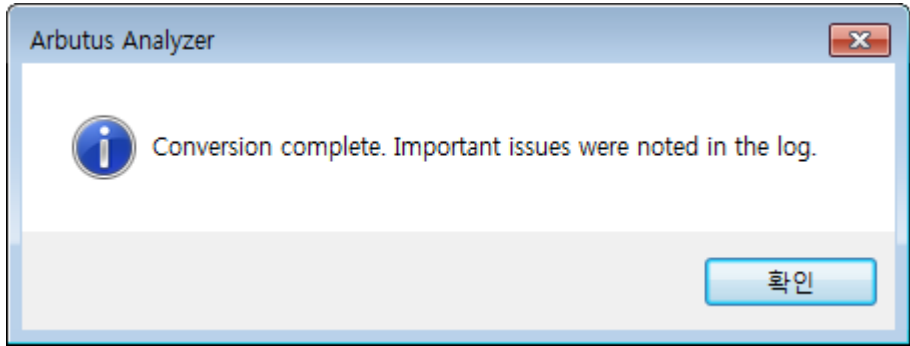 Arbutus Analyzer
Conversion complete. Important issues were noted in the log.
확인